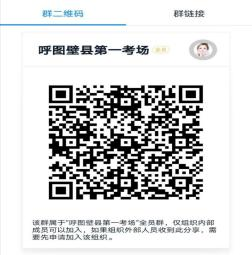 群二维码 群链接
呼图壁县第一考场 全员
该群属于"呼图壁县第一考场"全员群，仅组织内部
成员可以加入，如果组织外部人员收到此分享，需
要先申请加入该组织。